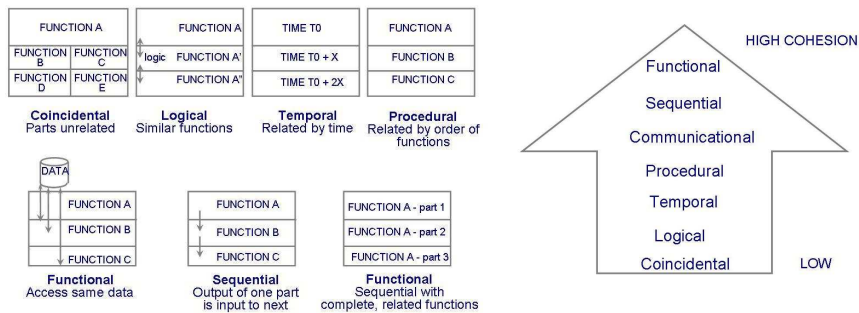 FUNCTION A
FUNCTION B
FUNCTION C
FUNCTION D
FUNCTION E
Coincidental
Parts unrelated
FUNCTION A
logic
FUNCTION A'
FUNCTION A"
Logical
Similar functions
TIME T0
TIME T0 + X
TIME T0 + 2X
Temporal
Related by time
FUNCTION A
FUNCTION B
FUNCTION C
Procedural
Related by order of
functions
DATA
FUNCTION A
FUNCTION B
FUNCTION C
Functional
Access same data
FUNCTION A
FUNCTION B
FUNCTION C
Sequential
Output of one part
is input to next
FUNCTION A - part 1
FUNCTION A - part 2
FUNCTION A - part 3
Functional
Sequential with
complete, related functions
HIGH COHESION
Functional
Sequential
Communicational
Procedural
Temporal
Logical
Coincidental
LOW